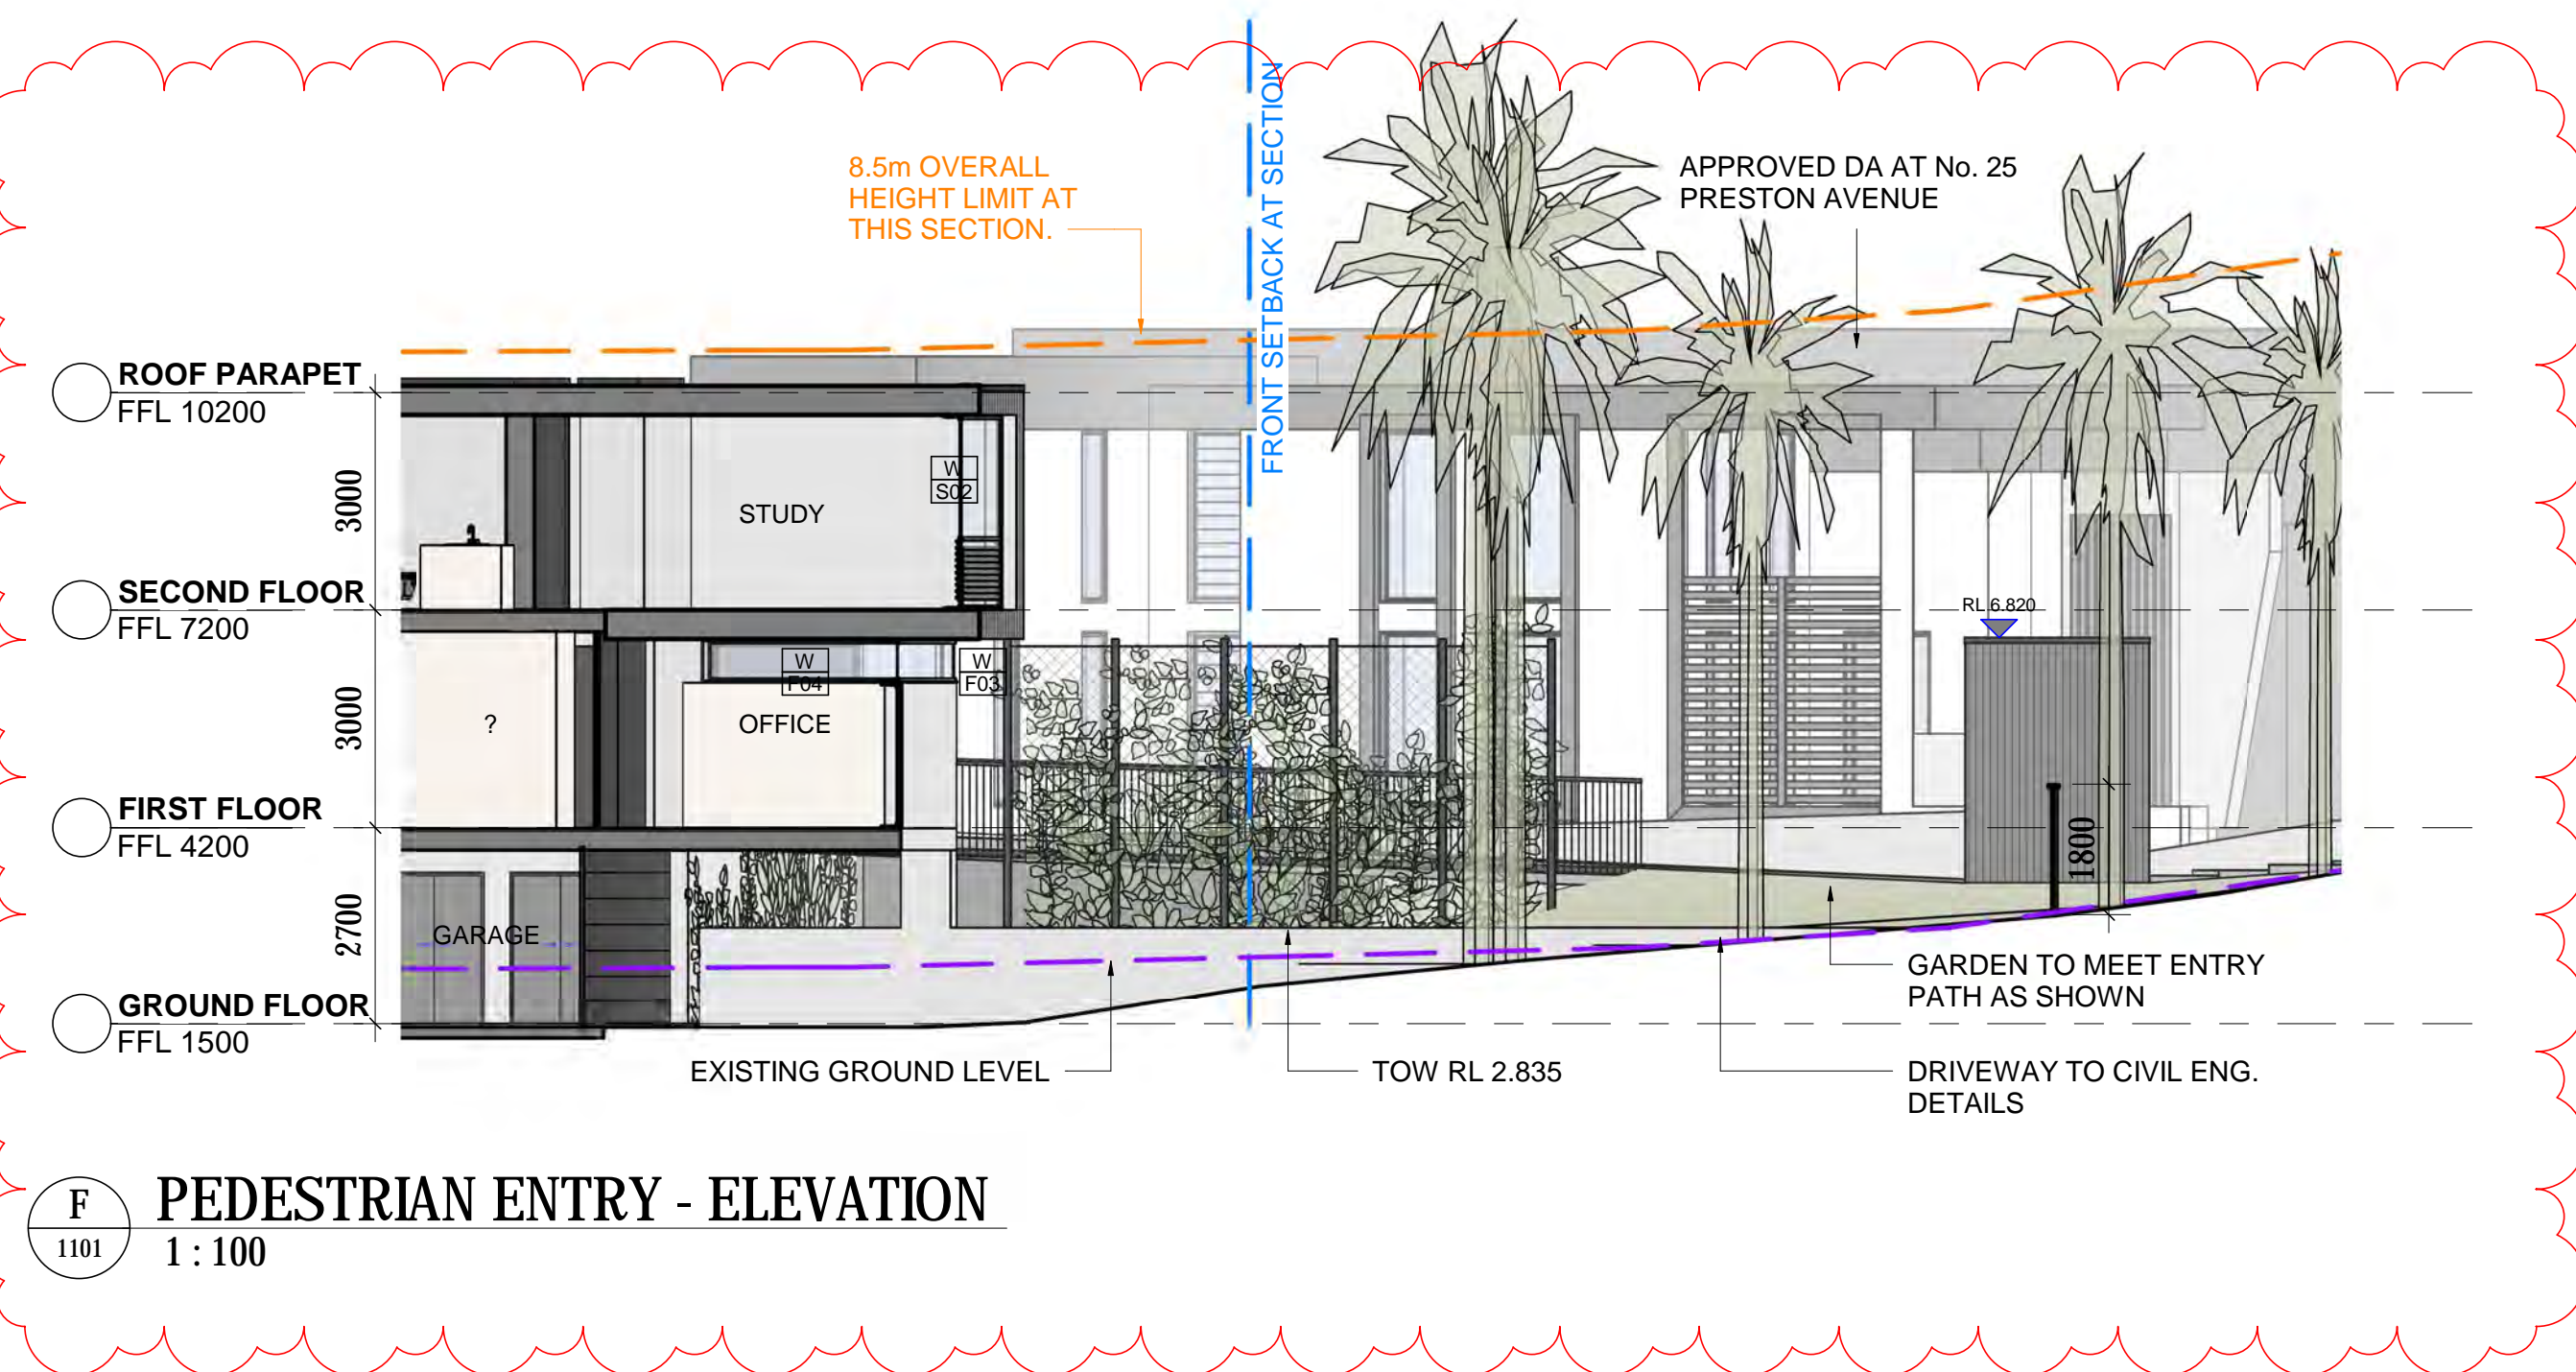 8.5m OVERALL
HEIGHT LIMIT AT
THIS SECTION.
FRONT SETBACK AT SECTION
APPROVED DA AT No. 25
PRESTON AVENUE
ROOF PARAPET
FFL 10200
3000
STUDY
W
S02
SECOND FLOOR
FFL 7200
RL 6.820
3000
?
W
F04
OFFICE
W
F03
FIRST FLOOR
FFL 4200
1800
2700
GARAGE
GROUND FLOOR
FFL 1500
GARDEN TO MEET ENTRY
PATH AS SHOWN
EXISTING GROUND LEVEL
TOW RL 2.835
DRIVEWAY TO CIVIL ENG.
DETAILS
F
1101
PEDESTRIAN ENTRY - ELEVATION
1 : 100